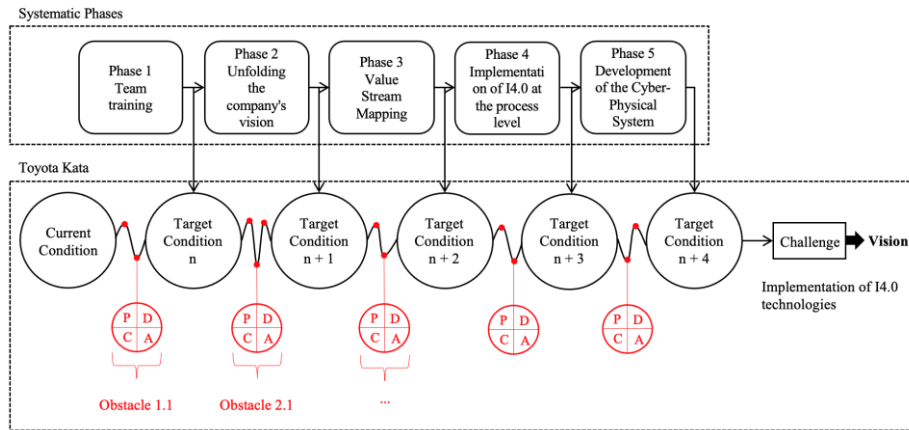 Systematic Phases
Phase 1
Team
training
Phase 2
Unfolding
the
company's
vision
Phase 3
Value
Stream
Mapping
Phase 4
Implementati
on of I4.0 at
the process
level
Phase 5
Development
of the Cyber-
Physical
System
Toyota Kata
Current
Condition
Target
Condition
n
Target
Condition
n + 1
Target
Condition
n + 2
Target
Condition
n + 3
Target
Condition
n + 4
Challenge
Vision
Implementation of I4.0
technologies
P D
C A
P D
C A
P D
C A
P D
C A
P D
C A
Obstacle 1.1
Obstacle 2.1
...